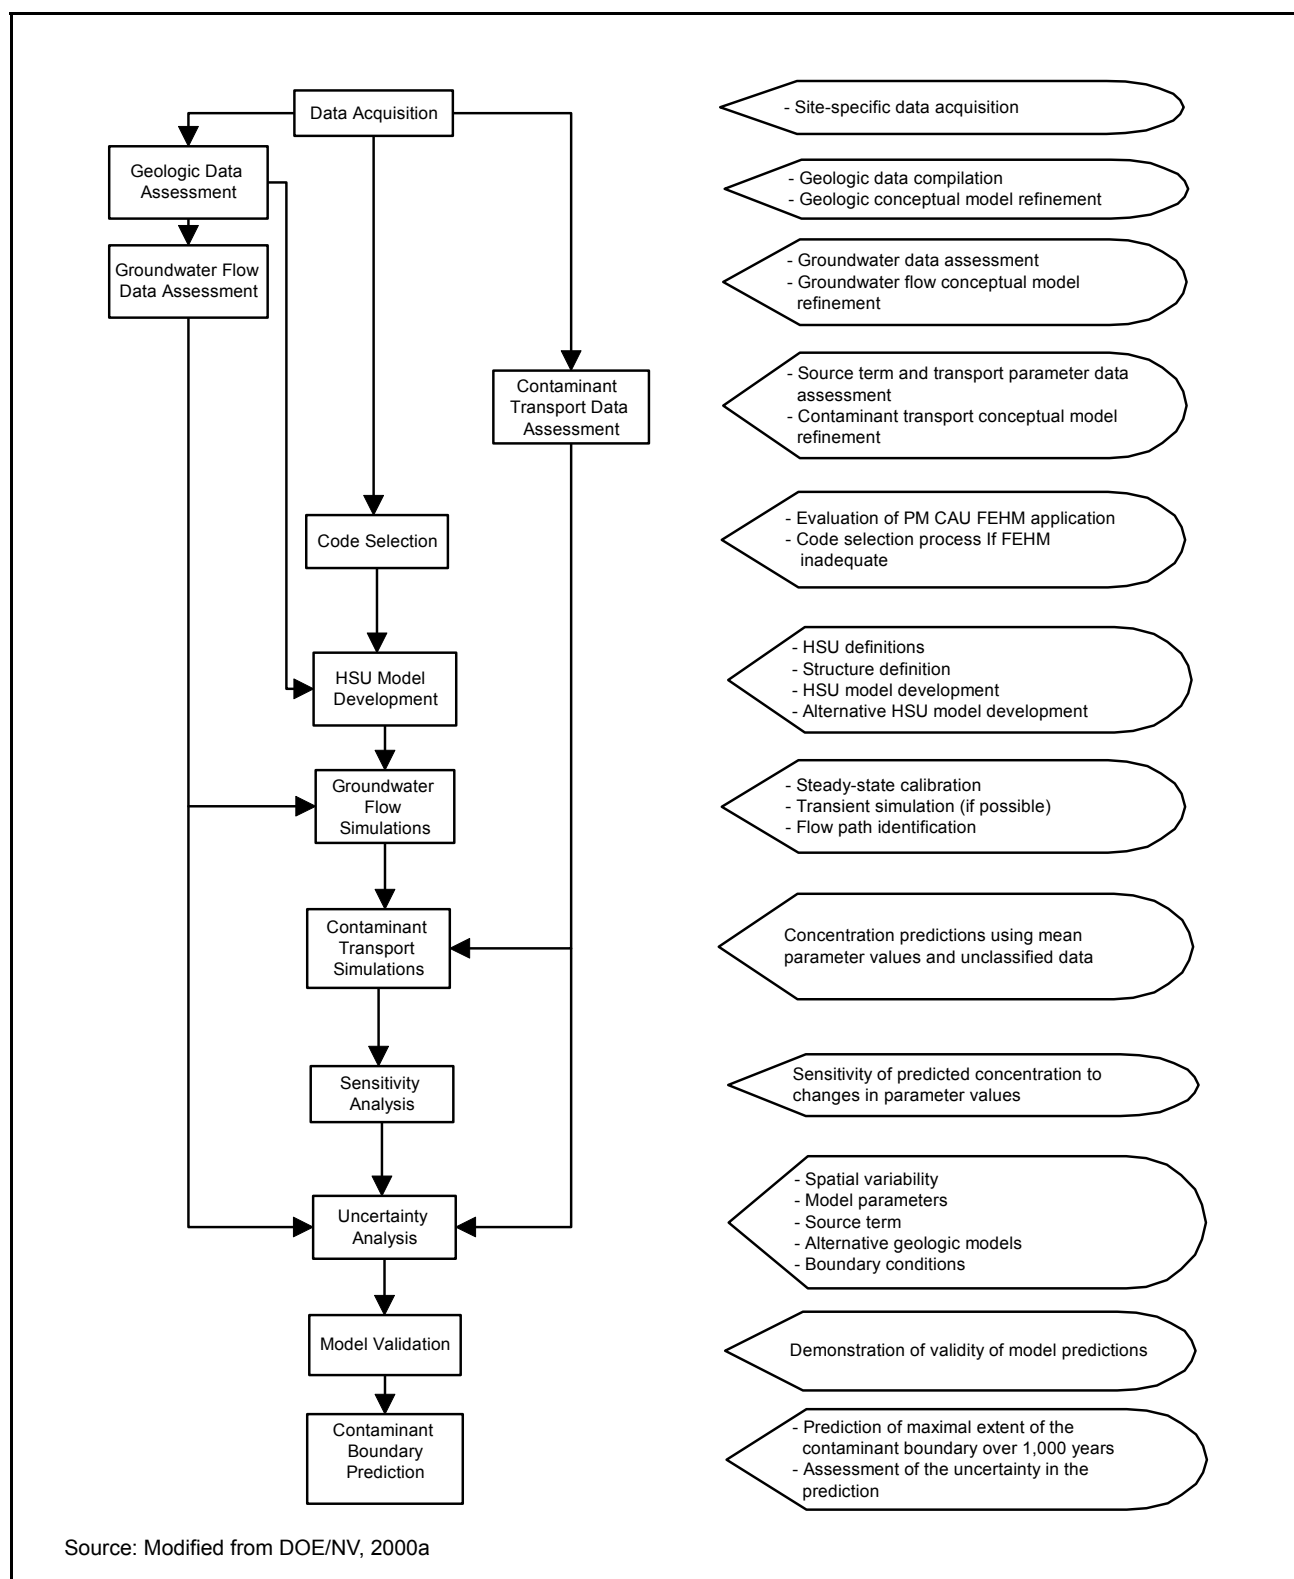 Data Acquisition
- Site-specific data acquisition
Geologic Data
Assessment
- Geologic data compilation
- Geologic conceptual model refinement
Groundwater Flow
Data Assessment
- Groundwater data assessment
- Groundwater flow conceptual model
refinement
Contaminant
Transport Data
Assessment
- Source term and transport parameter data
assessment
- Contaminant transport conceptual model
refinement
Code Selection
- Evaluation of PM CAU FEHM application
- Code selection process If FEHM
inadequate
HSU Model
Development
- HSU definitions
- Structure definition
- HSU model development
- Alternative HSU model development
Groundwater
Flow
Simulations
- Steady-state calibration
- Transient simulation (if possible)
- Flow path identification
Contaminant
Transport
Simulations
Concentration predictions using mean
parameter values and unclassified data
Sensitivity
Analysis
Sensitivity of predicted concentration to
changes in parameter values
Uncertainty
Analysis
- Spatial variability
- Model parameters
- Source term
- Alternative geologic models
- Boundary conditions
Model Validation
Demonstration of validity of model predictions
Contaminant
Boundary
Prediction
- Prediction of maximal extent of the
contaminant boundary over 1,000 years
- Assessment of the uncertainty in the
prediction
Source: Modified from DOE/NV, 2000a